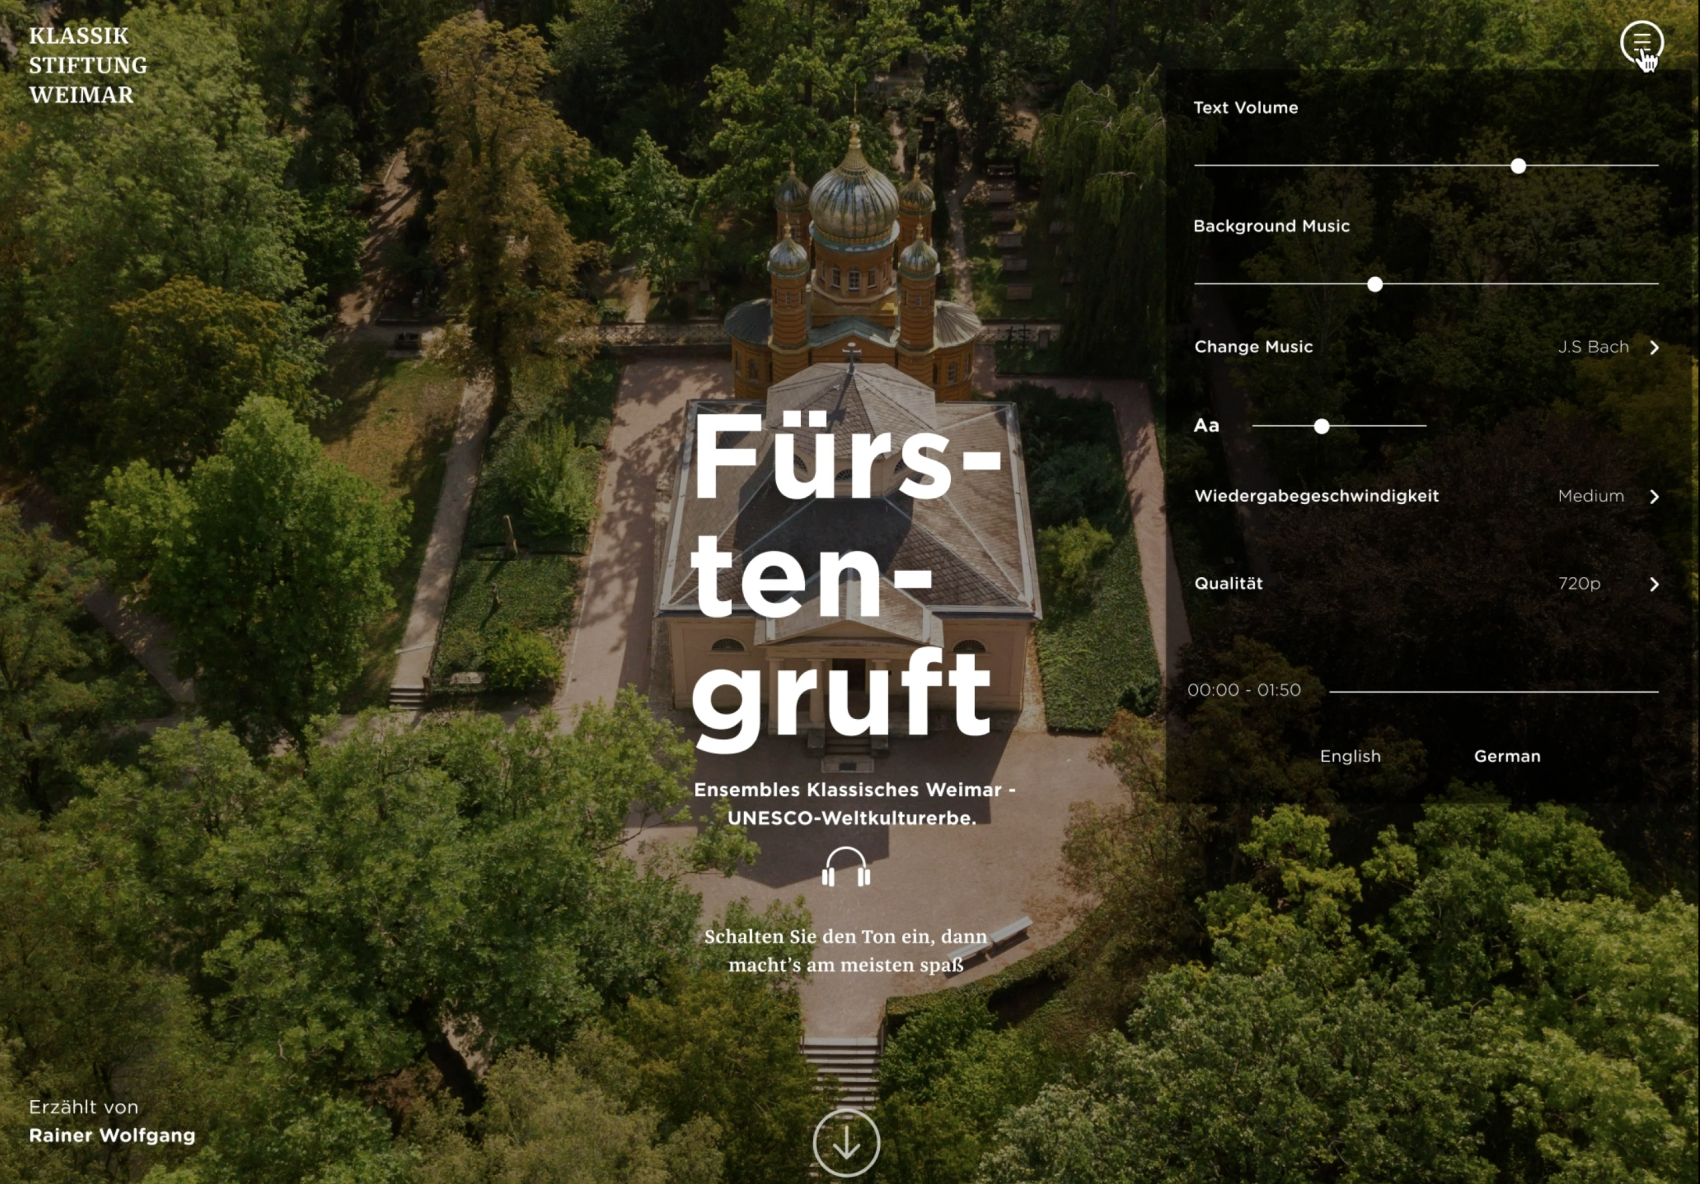 KLASSIK
STIFTUNG
WEIMAR
Text Volume
Background Music
Change Music J.S Bach
Aa
Wiedergabegeschwindigkeit Medium
Qualität 720p
00:00 - 01:50
English German
Fürs-
ten-
gruft
Ensembles Klassisches Weimar -
UNESCO-Weltkulturerbe.
Schalten Sie den Ton ein, dann
macht's am meisten spaß
Erzählt von
Rainer Wolfgang